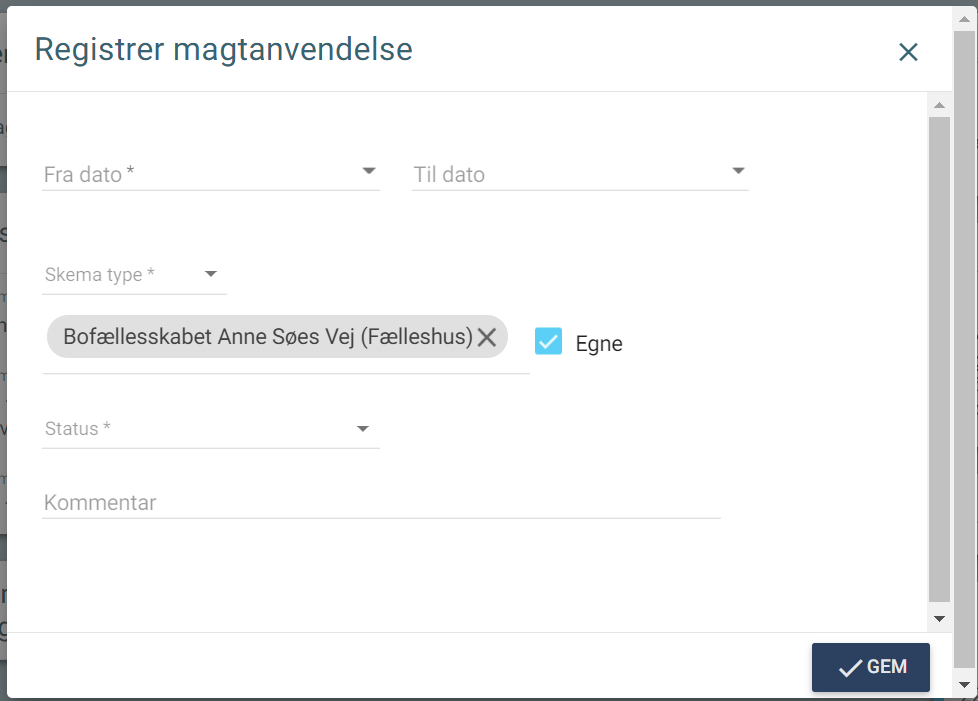 Registrer magtanvendelse
Fra dato *
Til dato
Skema type *
Bofællesskabet Anne Søes Vej (Fælleshus)
Egne
Status *
Kommentar
GEM